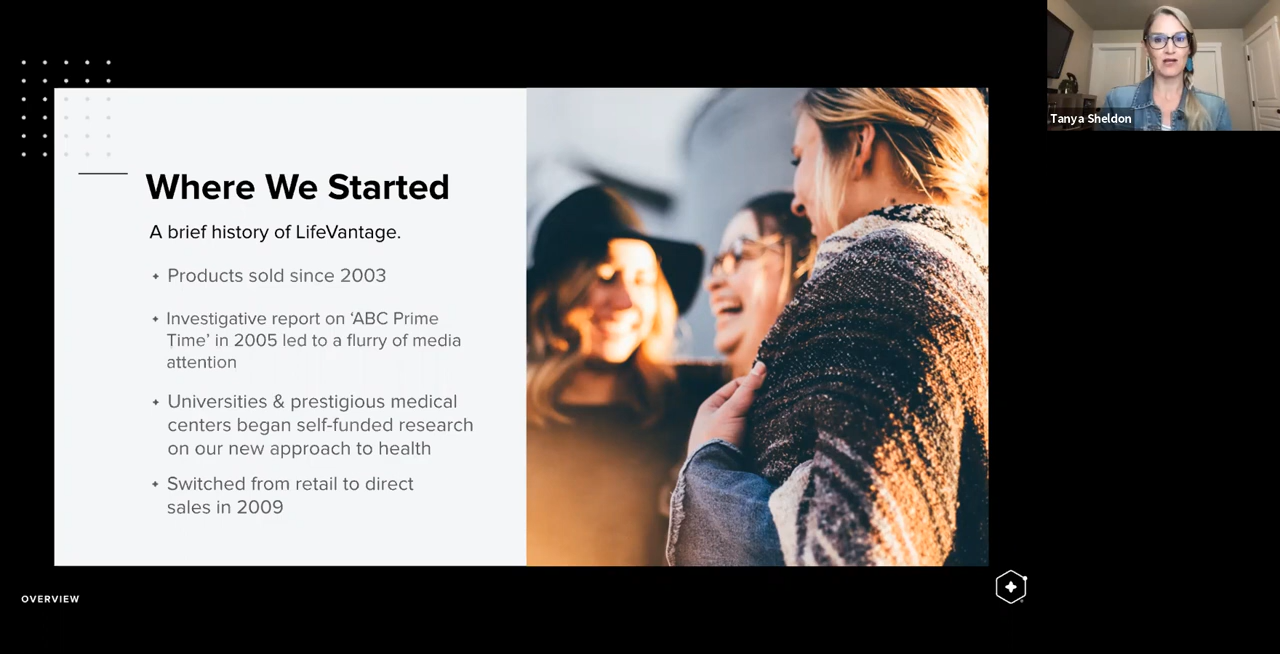 Tanya Sheldon
Where We Started
A brief history of LifeVantage.
Products sold since 2003
Investigative report on ‘ABC Prime
Time’ in 2005 led to a flurry of media
attention
Universities & prestigious medical
centers began self-funded research
on our new approach to health
Switched from retail to direct
sales in 2009
OVERVIEW